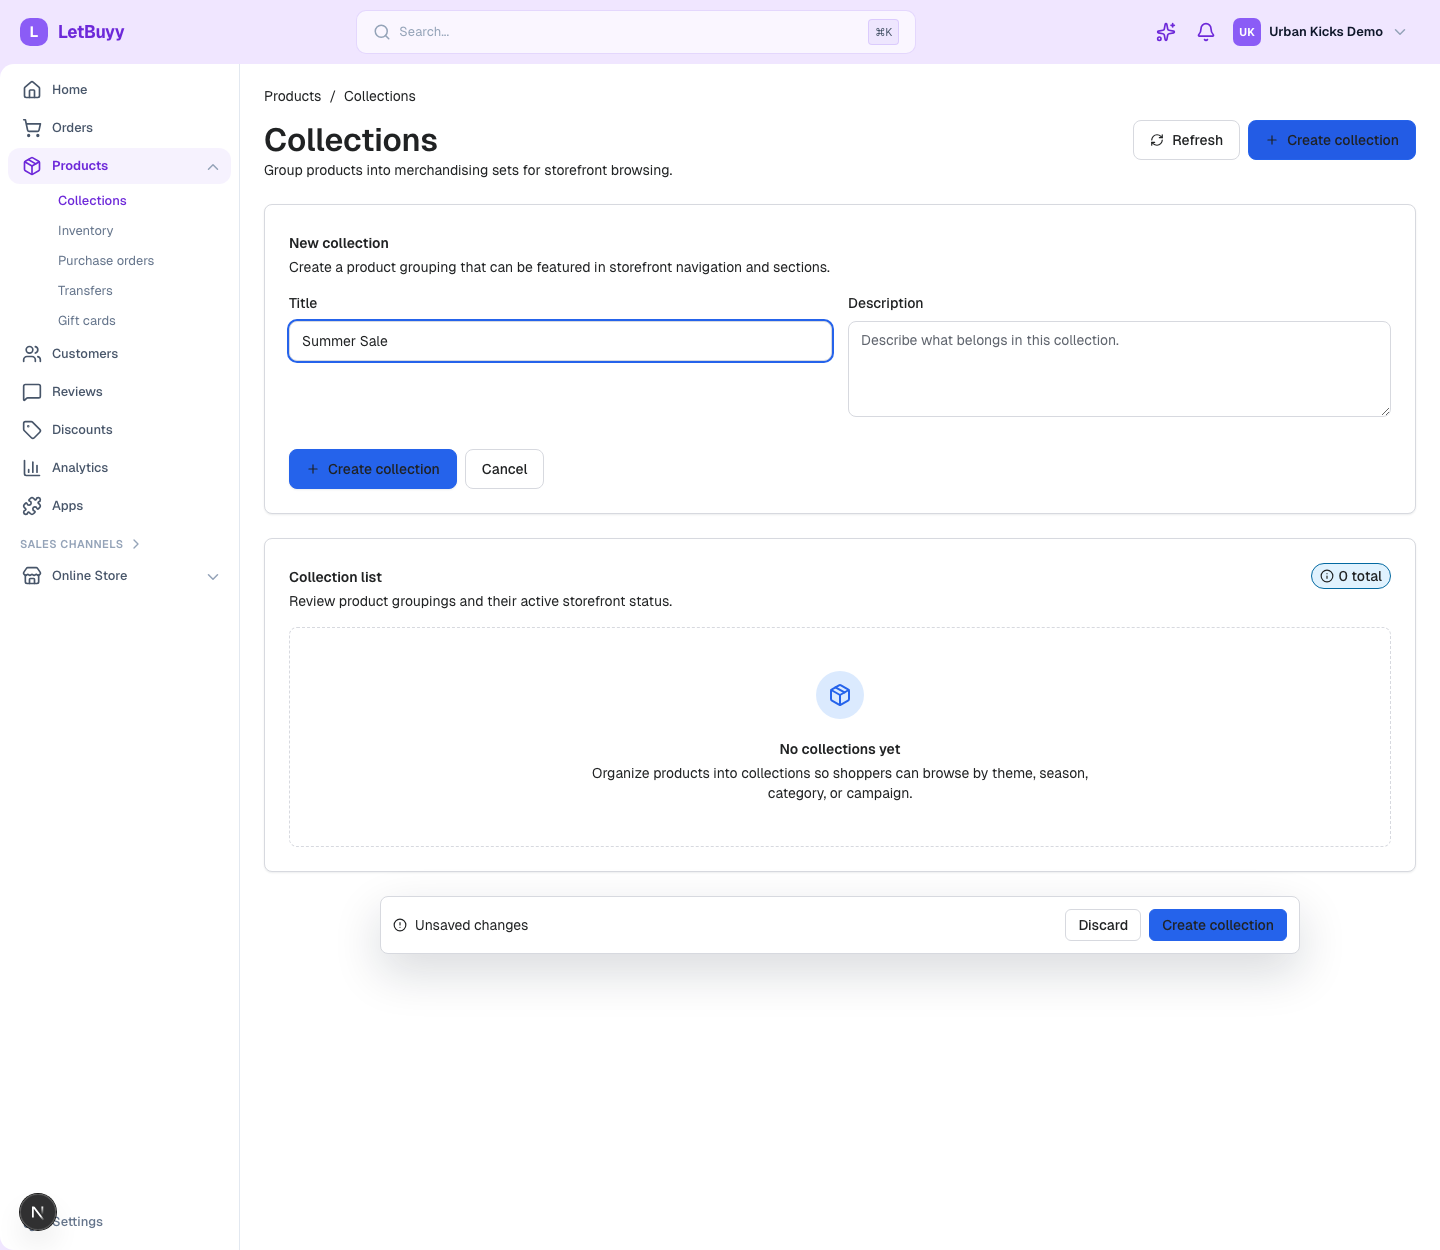 L LetBuyy
Search...
⌘K
UK Urban Kicks Demo
Home
Orders
Products
Collections
Inventory
Purchase orders
Transfers
Gift cards
Customers
Reviews
Discounts
Analytics
Apps
SALES CHANNELS
Online Store
N
Settings
Products / Collections
Collections
Group products into merchandising sets for storefront browsing.
Refresh
Create collection
New collection
Create a product grouping that can be featured in storefront navigation and sections.
Title
Summer Sale
Description
Describe what belongs in this collection.
Create collection
Cancel
Collection list
Review product groupings and their active storefront status.
0 total
No collections yet
Organize products into collections so shoppers can browse by theme, season,
category, or campaign.
Unsaved changes
Discard
Create collection